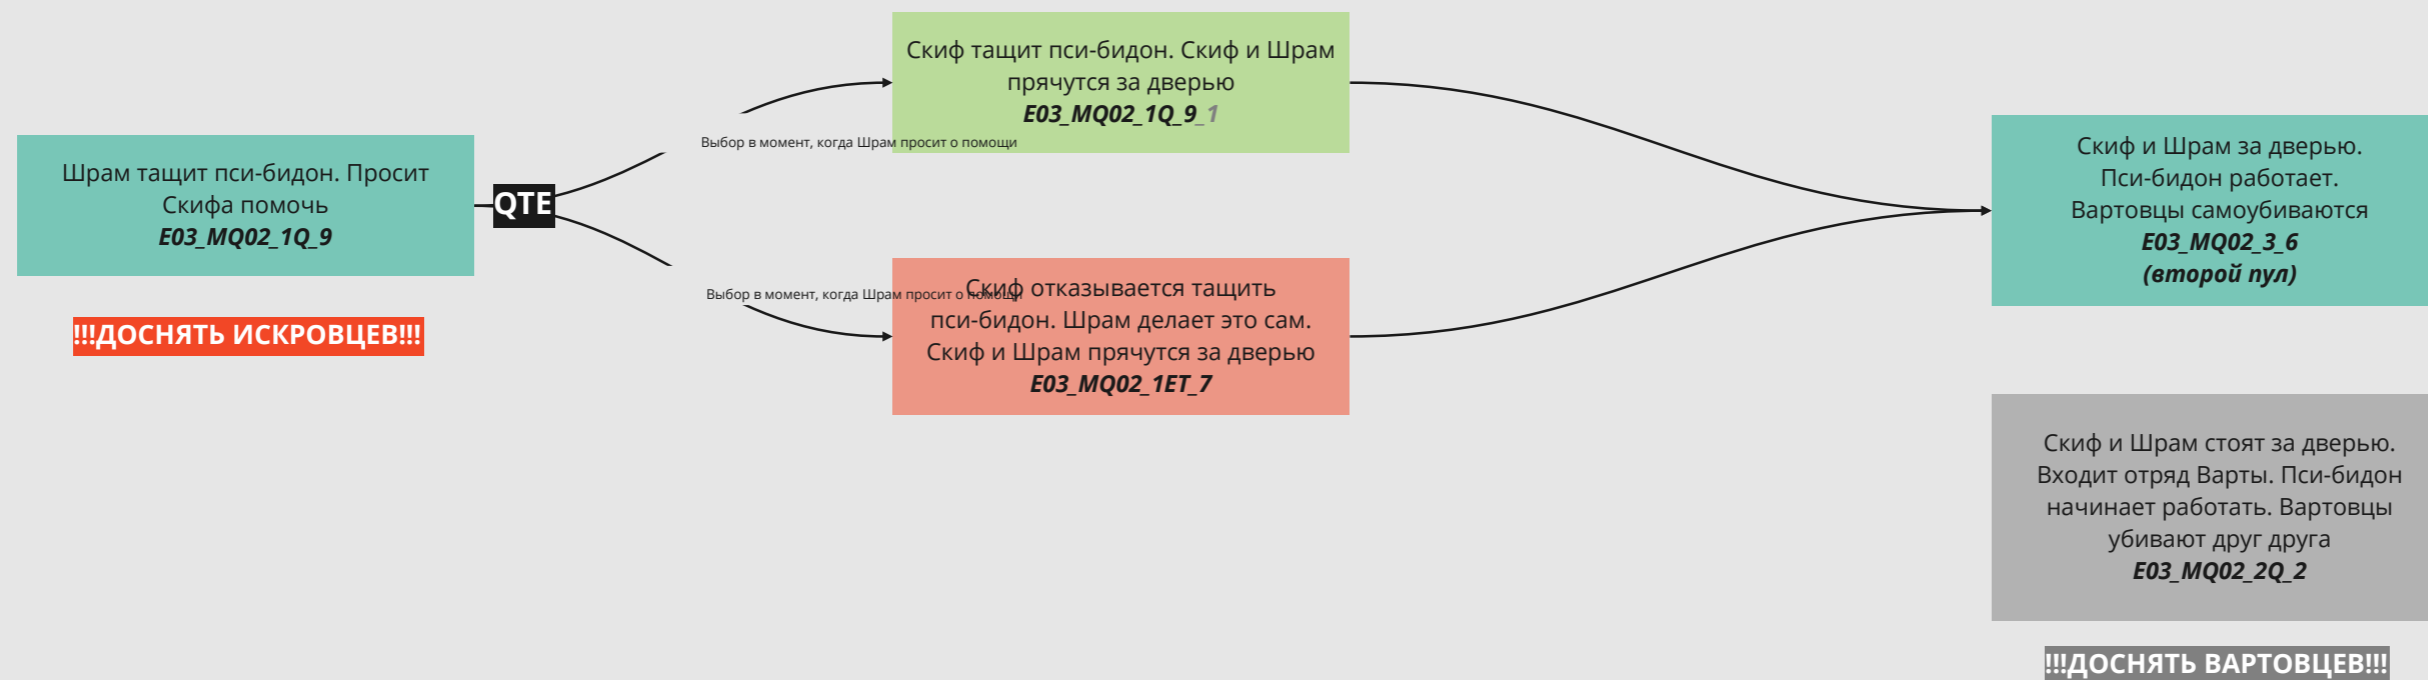 Шрам тащит пси-бидон. Просит
Скифа помочь
E03_MQ02_1Q_9
!!!ДОСНЯТЬ ИСКРОВЦЕВ!!!
QTE
Выбор в момент, когда Шрам просит о помощи
Выбор в момент, когда Шрам просит о помощи
Скиф тащит пси-бидон. Скиф и Шрам
прячутся за дверью
E03_MQ02_1Q_9_1
Скиф отказывается тащить
пси-бидон. Шрам делает это сам.
Скиф и Шрам прячутся за дверью
E03_MQ02_1ET_7
Скиф и Шрам за дверью.
Пси-бидон работает.
Вартовцы самоубиваются
E03_MQ02_3_6
(второй пул)
Скиф и Шрам стоят за дверью.
Входит отряд Варты. Пси-бидон
начинает работать. Вартовцы
убивают друг друга
E03_MQ02_2Q_2
!!!ДОСНЯТЬ ВАРТОВЦЕВ!!!